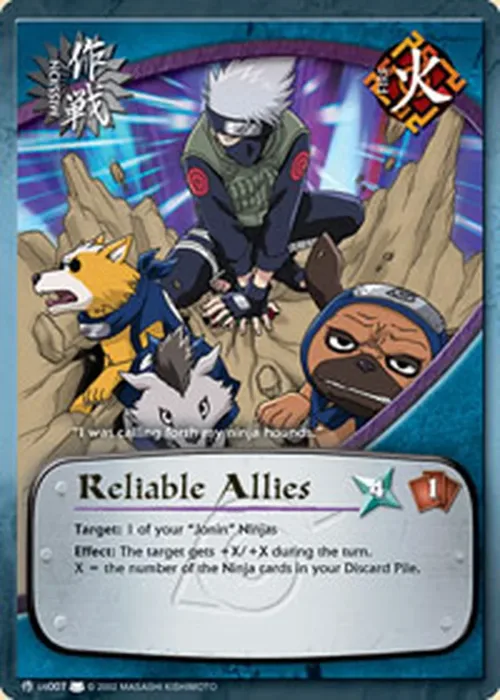 作戦
MISSION
火
FIRE
"I was calling forth my ninja hounds."
Reliable Allies
4
1
Target: 1 of your "Jonin" Ninjas
Effect: The target gets +X/+X during the turn.
X = the number of the Ninja cards in your Discard Pile.
007 © 2002 MASASHI KISHIMOTO